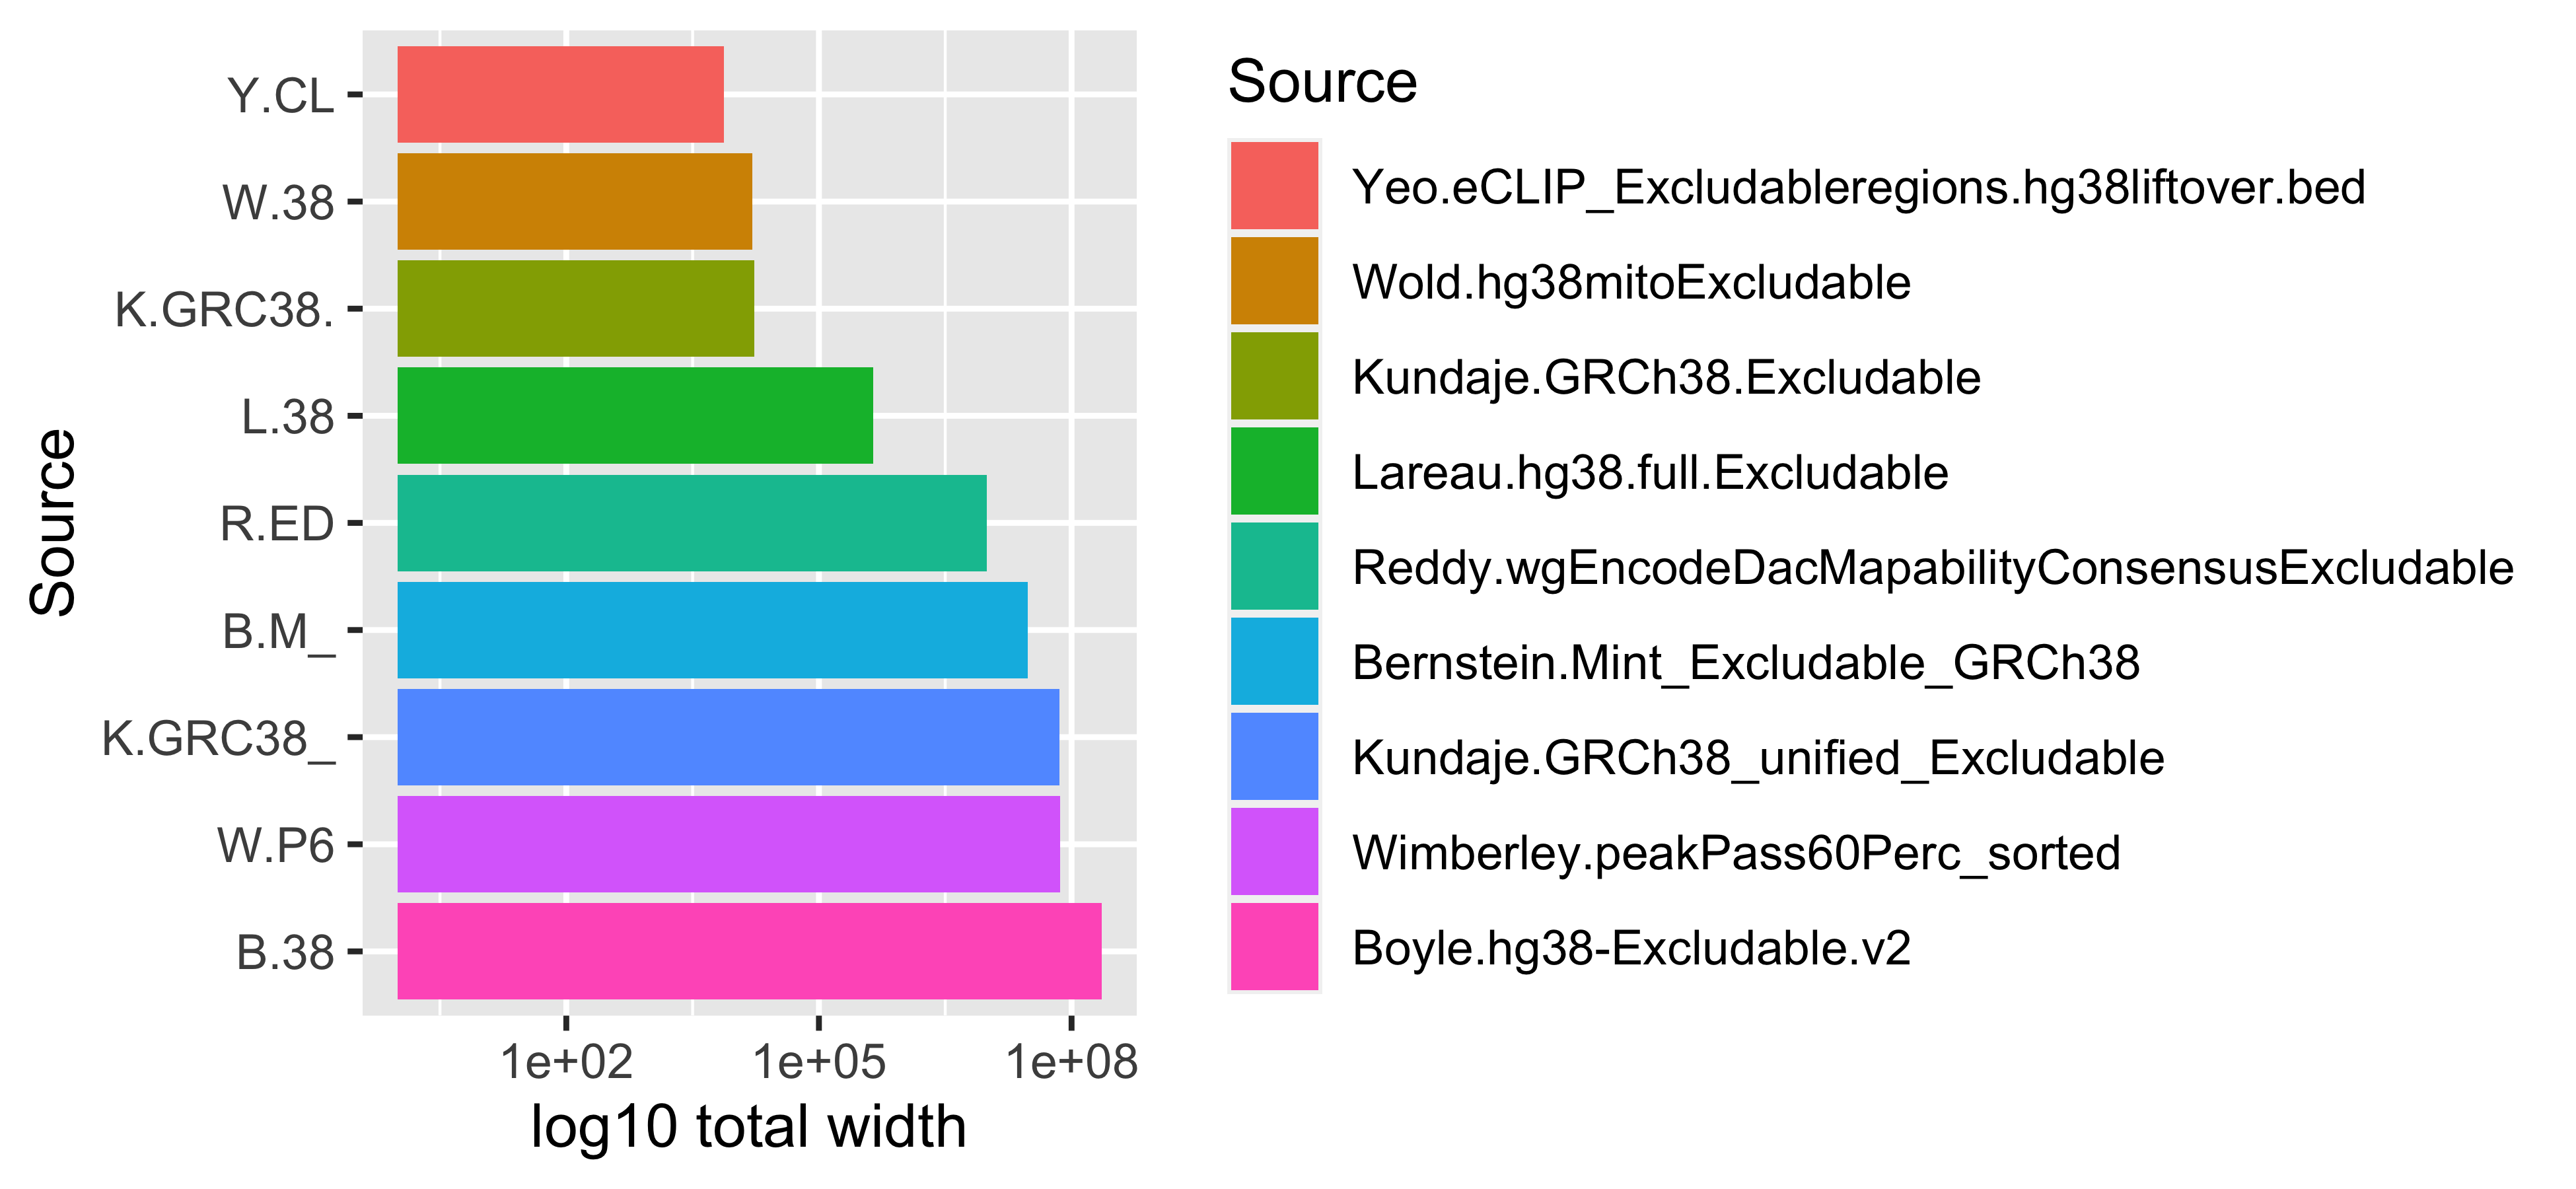 Source
Y.CL
W.38
K.GRC38.
L.38
R.ED
B.M_
K.GRC38_
W.P6
B.38
1e+02 1e+05 1e+08
log10 total width
Source
Yeo.eCLIP_Excludableregions.hg38liftover.bed
Wold.hg38mitoExcludable
Kundaje.GRCh38.Excludable
Lareau.hg38.full.Excludable
Reddy.wgEncodeDacMapabilityConsensusExcludable
Bernstein.Mint_Excludable_GRCh38
Kundaje.GRCh38_unified_Excludable
Wimberley.peakPass60Perc_sorted
Boyle.hg38-Excludable.v2